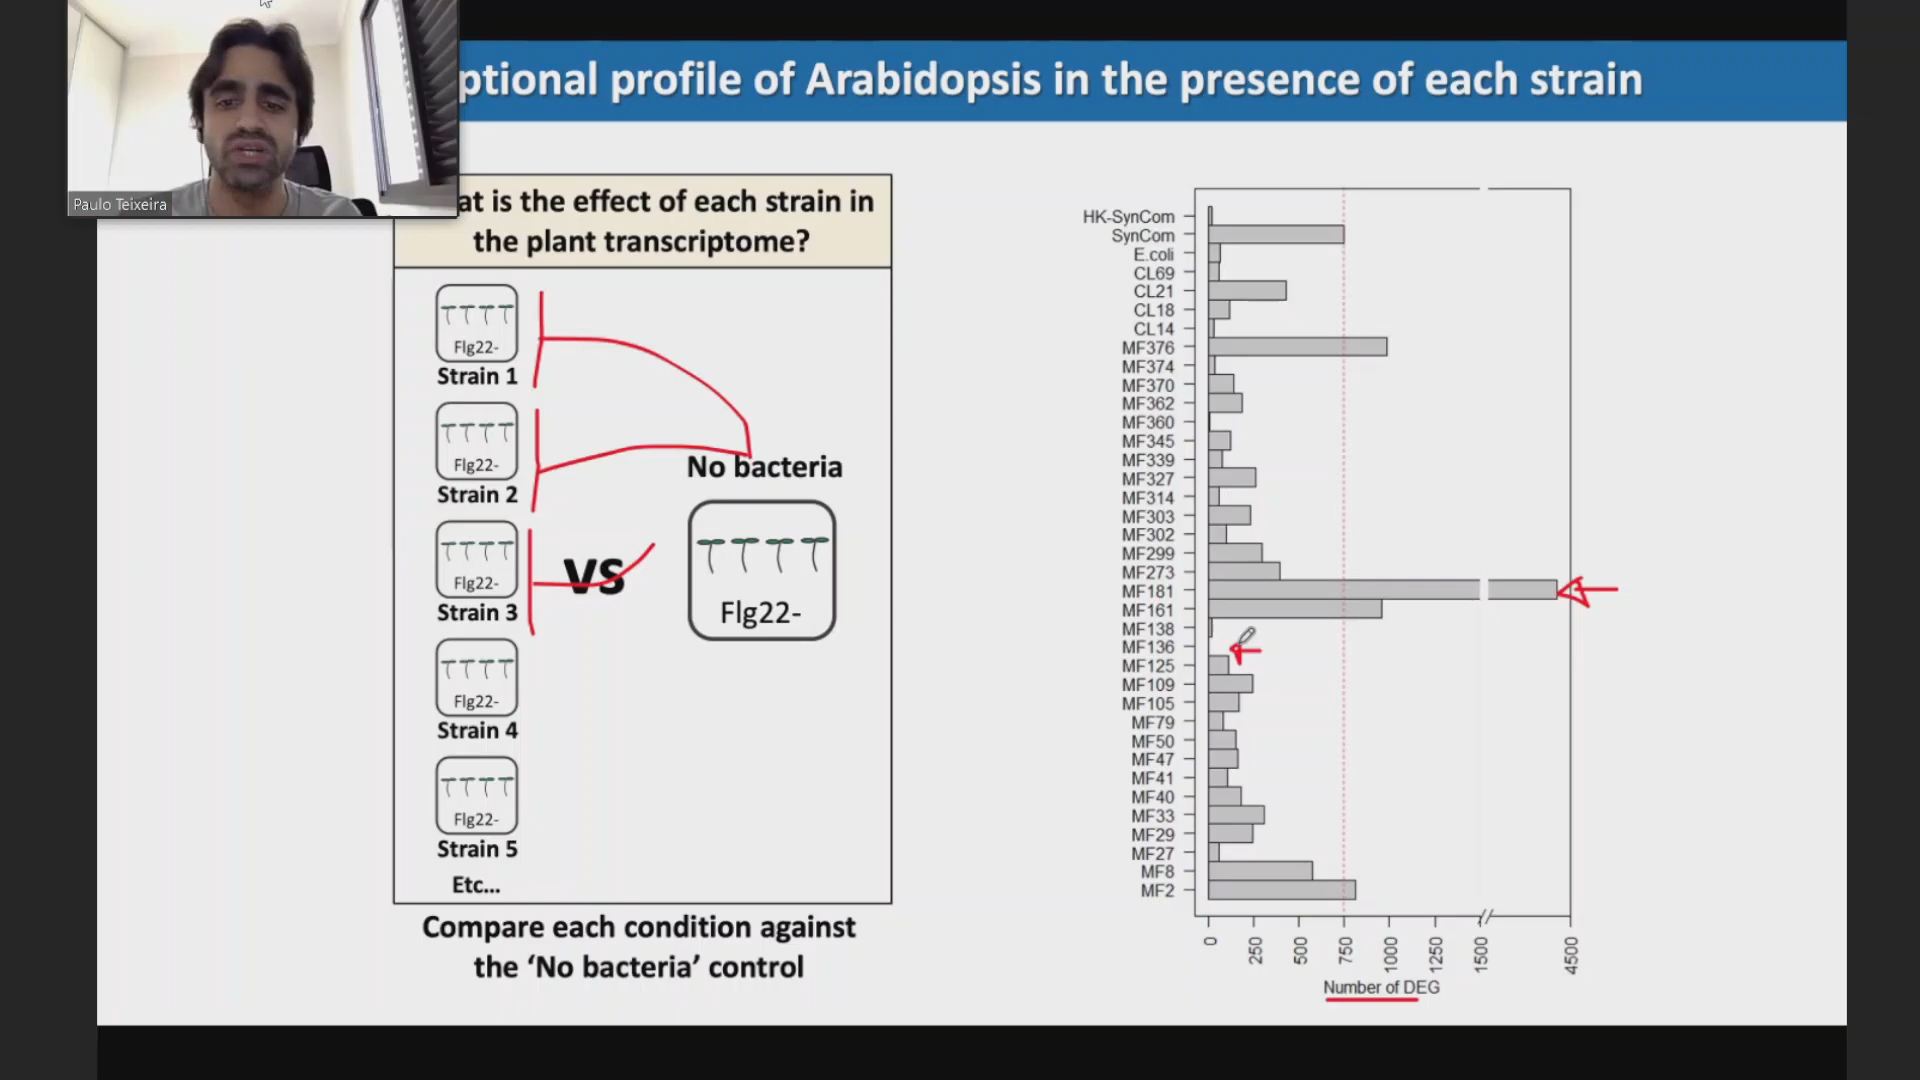 ptional profile of Arabidopsis in the presence of each strain
Paulo Teixeira
at is the effect of each strain in
the plant transcriptome?
Flg22-
Strain 1
Flg22-
Strain 2
Flg22-
Strain 3
Flg22-
Strain 4
Flg22-
Strain 5
Etc...
VS
No bacteria
Flg22-
Compare each condition against
the ‘No bacteria’ control
HK-SynCom
SynCom
E.coli
CL69
CL21
CL18
CL14
MF376
MF374
MF370
MF362
MF360
MF345
MF339
MF327
MF314
MF303
MF302
MF299
MF273
MF181
MF161
MF138
MF136
MF125
MF109
MF105
MF79
MF50
MF47
MF41
MF40
MF33
MF29
MF27
MF8
MF2
0 250 500 750 1000 1250 1500 4500
Number of DEG